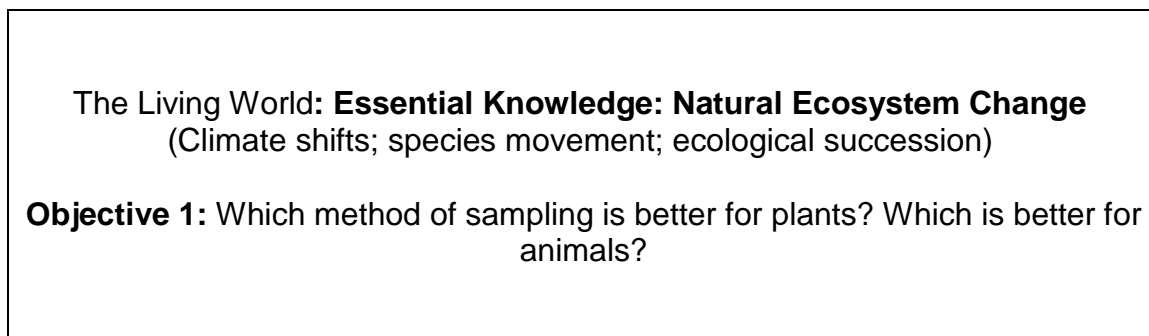 The Living World: Essential Knowledge: Natural Ecosystem Change
(Climate shifts; species movement; ecological succession)
Objective 1: Which method of sampling is better for plants? Which is better for
animals?